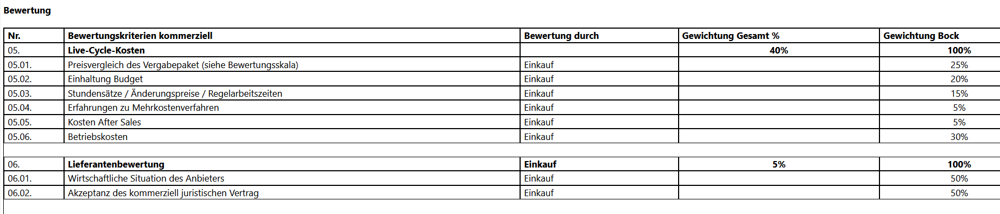 Bewertung
Nr. Bewertungskriterien kommerziell Bewertung durch Gewichtung Gesamt % Gewichtung Bock
05. Live-Cycle-Kosten 40% 100%
05.01. Preisvergleich des Vergabepaket (siehe Bewertungsskala) Einkauf 25%
05.02. Einhaltung Budget Einkauf 20%
05.03. Stundensätze / Änderungspreise / Regelarbeitszeiten Einkauf 15%
05.04. Erfahrungen zu Mehrkostenverfahren Einkauf 5%
05.05. Kosten After Sales Einkauf 5%
05.06. Betriebskosten Einkauf 30%
06. Lieferantenbewertung Einkauf 5% 100%
06.01. Wirtschaftliche Situation des Anbieters Einkauf 50%
06.02. Akzeptanz des kommerziell juristischen Vertrag Einkauf 50%